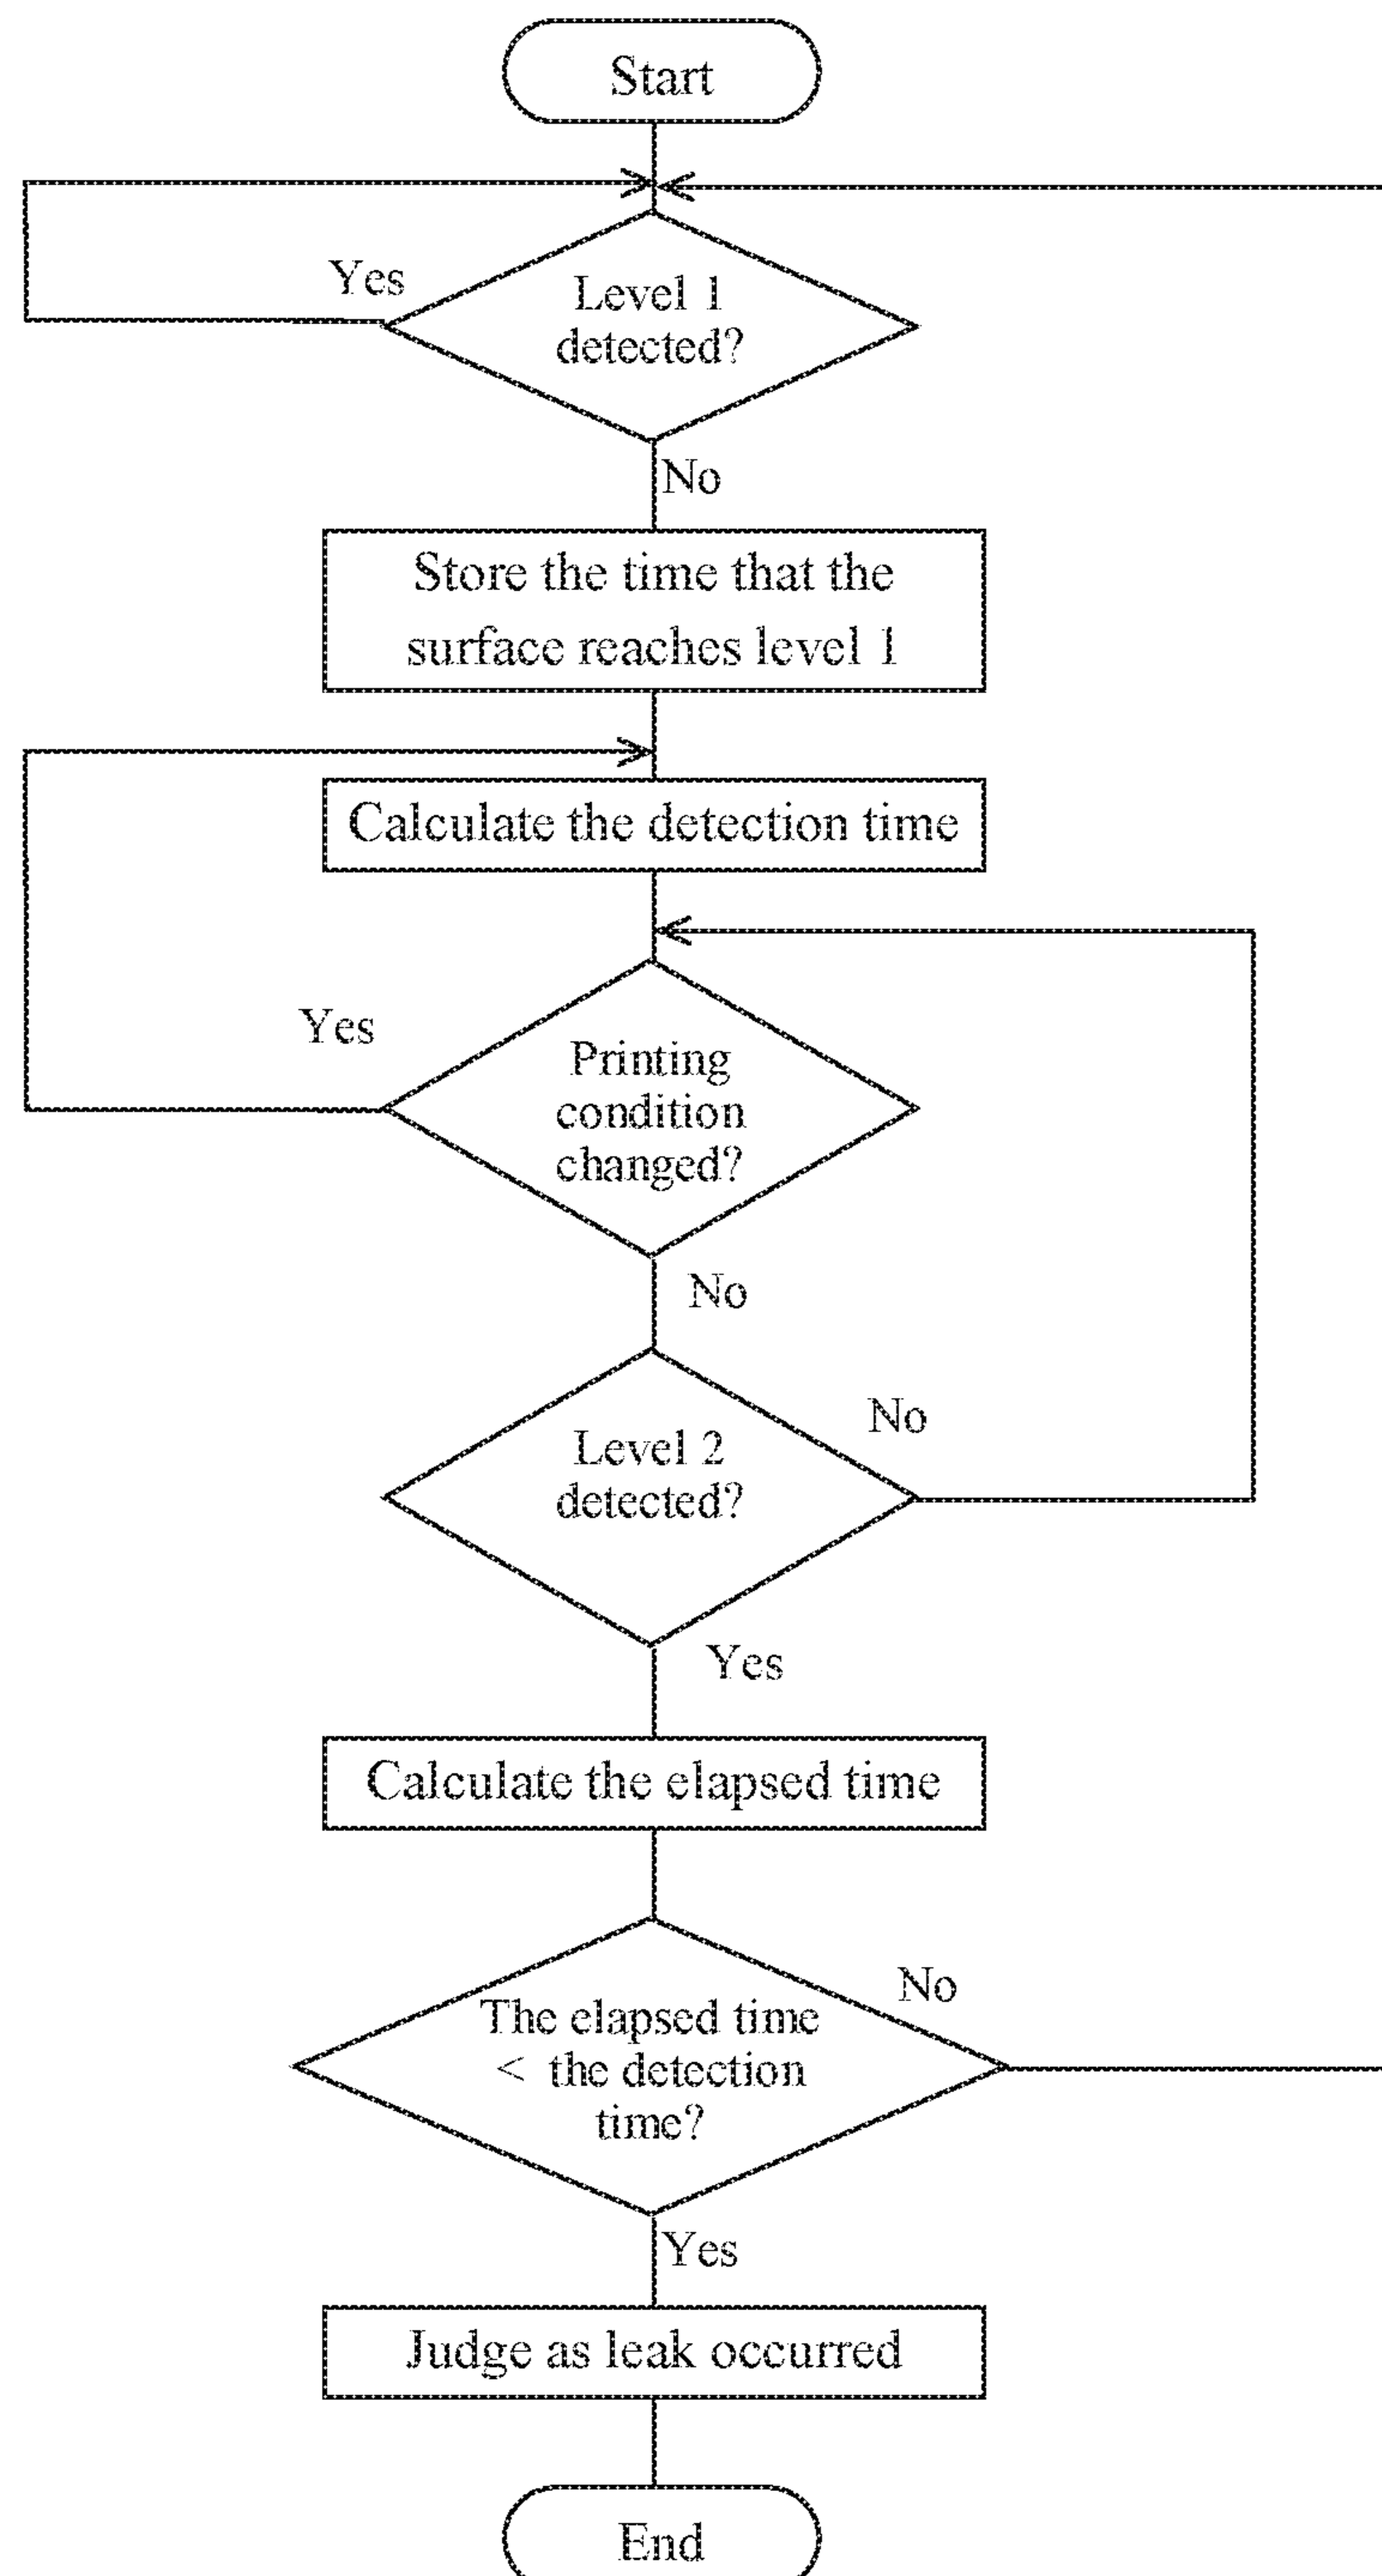 Start
Yes
Level 1
detected?
No
Store the time that the
surface reaches level 1
Calculate the detection time
Yes
Printing
condition
changed?
No
Level 2
detected?
No
Yes
Calculate the elapsed time
No
The elapsed time
< the detection
time?
Yes
Judge as leak occurred
End